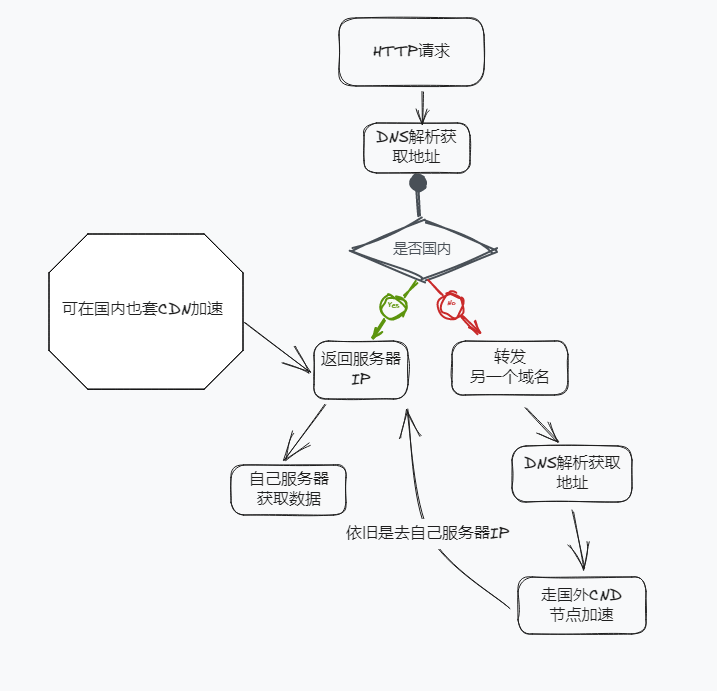 HTTP请求
DNS解析获
取地址
是否国内
Yes
No
可在国内也套CDN加速
返回服务器
IP
转发
另一个域名
DNS解析获取
地址
自己服务器
获取数据
依旧是去自己服务器IP
走国外CND
节点加速